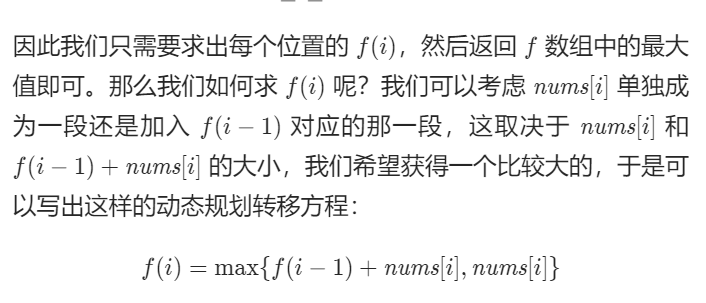 因此我们只需要求出每个位置的 f(i)，然后返回 f 数组中的最大
值即可。那么我们如何求 f(i) 呢？我们可以考虑 nums[i] 单独成
为一段还是加入 f(i − 1) 对应的那一段，这取决于 nums[i] 和
f(i − 1) + nums[i] 的大小，我们希望获得一个比较大的，于是可
以写出这样的动态规划转移方程：
f(i) = max{f(i − 1) + nums[i], nums[i]}